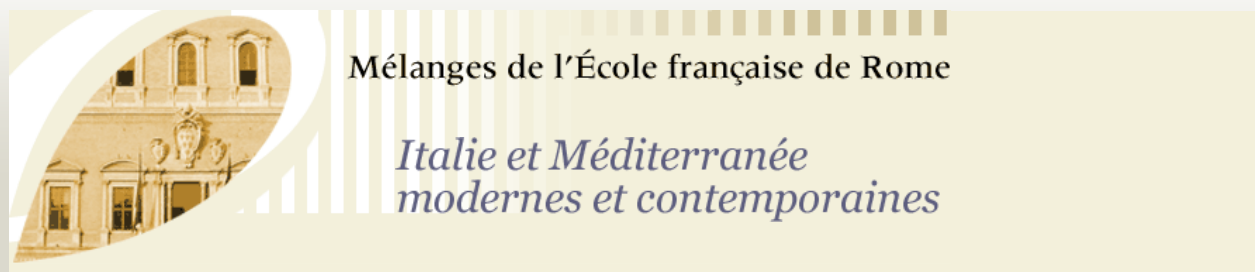 Mélanges de l'École française de Rome
Italie et Méditerranée
modernes et contemporaines